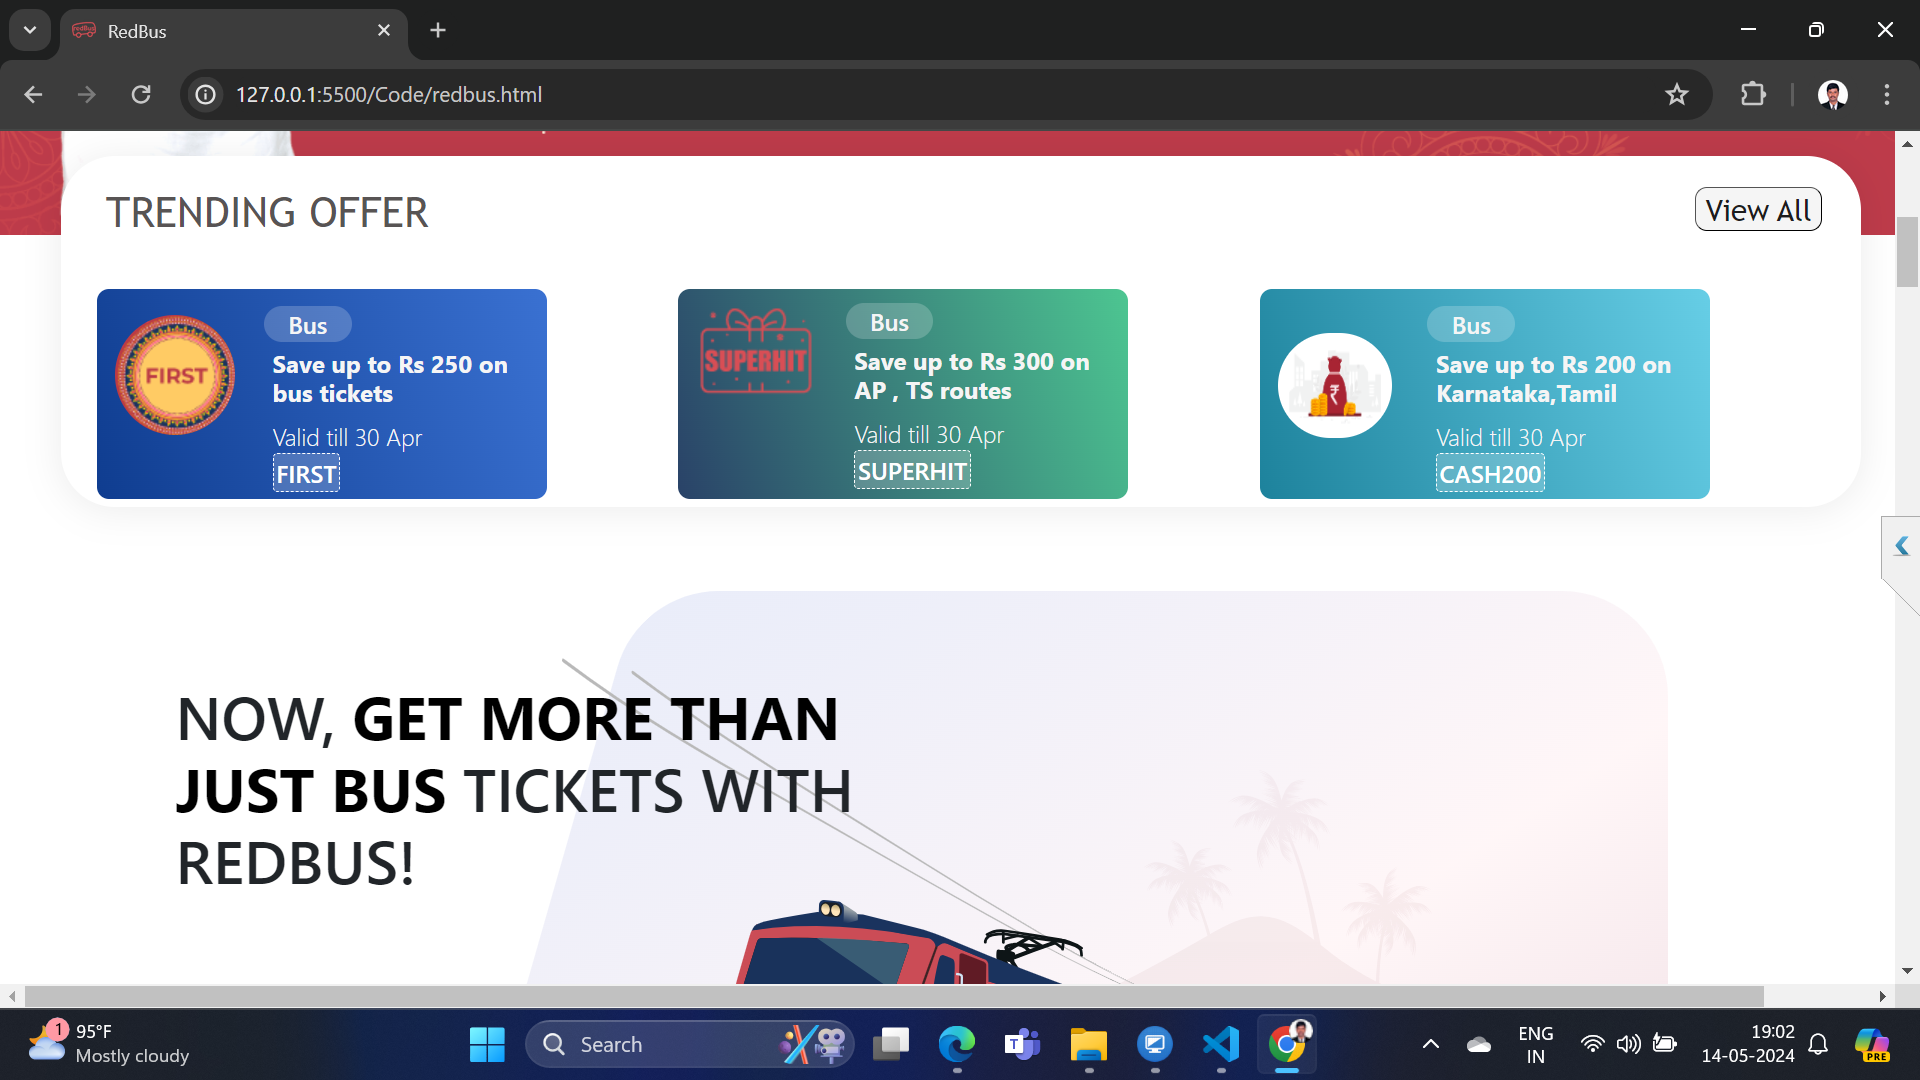 RedBus
127.0.0.1:5500/Code/redbus.html
TRENDING OFFER
View All
FIRST
Bus
Save up to Rs 250 on
bus tickets
Valid till 30 Apr
FIRST
SUPERHIT
Bus
Save up to Rs 300 on
AP , TS routes
Valid till 30 Apr
SUPERHIT
₹
Bus
Save up to Rs 200 on
Karnataka,Tamil
Valid till 30 Apr
CASH200
NOW, GET MORE THAN
JUST BUS TICKETS WITH
REDBUS!
1
95°F
Mostly cloudy
Search
T
ENG
IN
19:02
14-05-2024
PRE